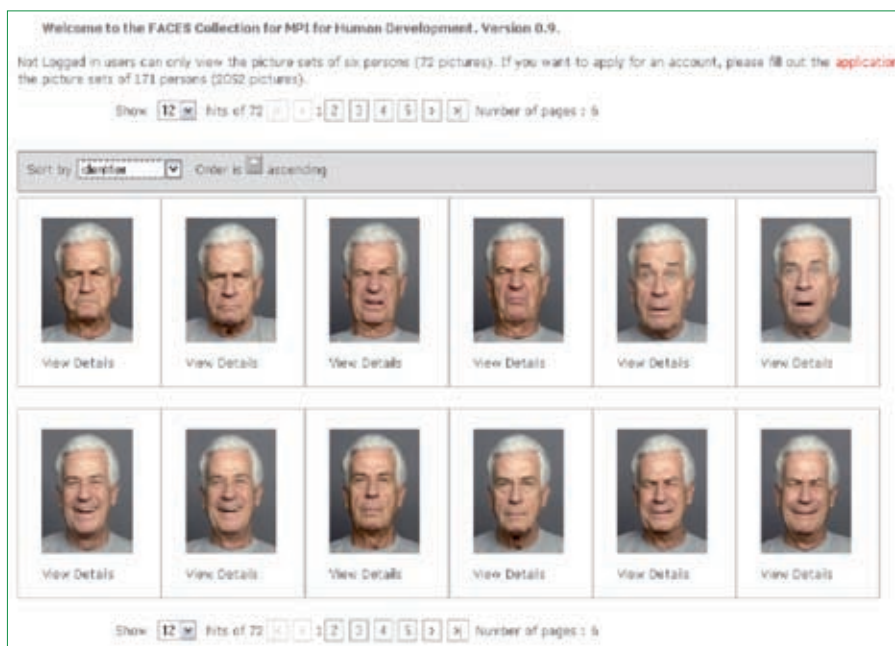 Welcome to the FACES Collection for MPI for Human Development. Version 0.9.
Not Logged in users can only view the picture sets of six persons (72 pictures). If you want to apply for an account, please fill out the application
the picture sets of 171 persons (2052 pictures).
Show 12 hits of 72 |< < 1 2 3 4 5 > >| Number of pages : 6
Sort by identifier Order is ascending
View Details View Details View Details View Details View Details View Details
View Details View Details View Details View Details View Details View Details
Show 12 hits of 72 |< < 1 2 3 4 5 > >| Number of pages : 6